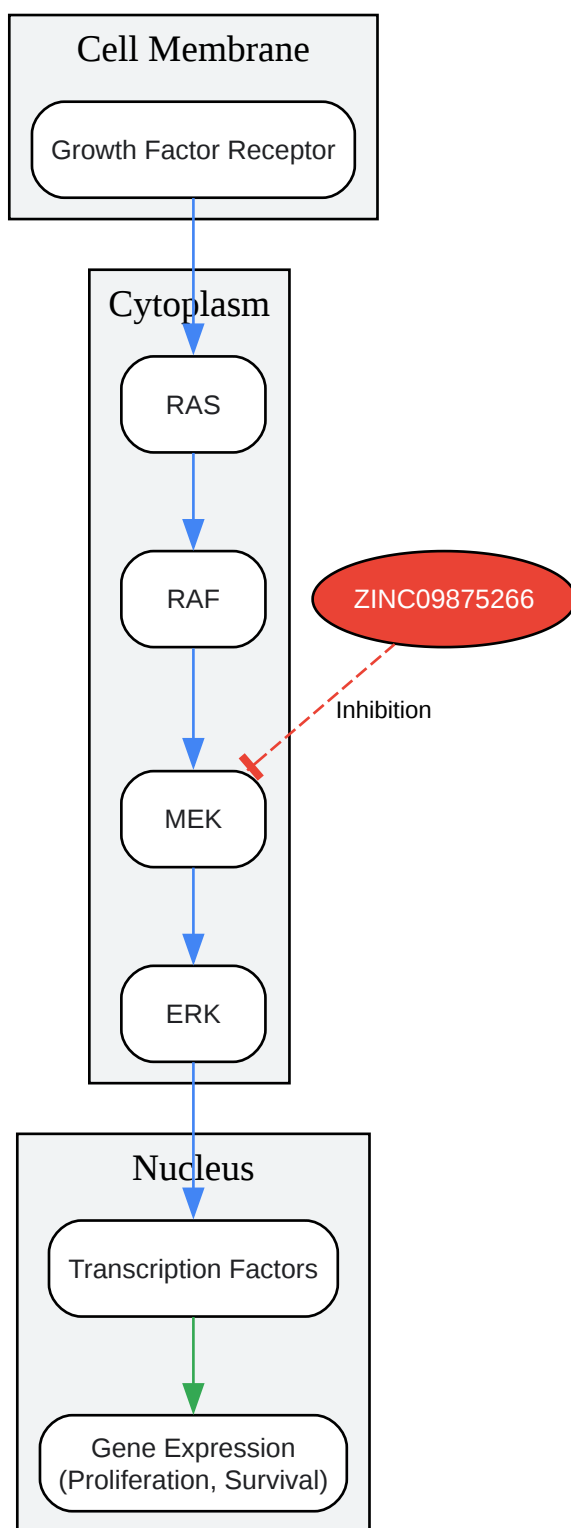 Cell Membrane
Growth Factor Receptor
Cytoplasm
RAS
RAF
ZINC09875266
Inhibition
MEK
ERK
Nucleus
Transcription Factors
Gene Expression
(Proliferation, Survival)